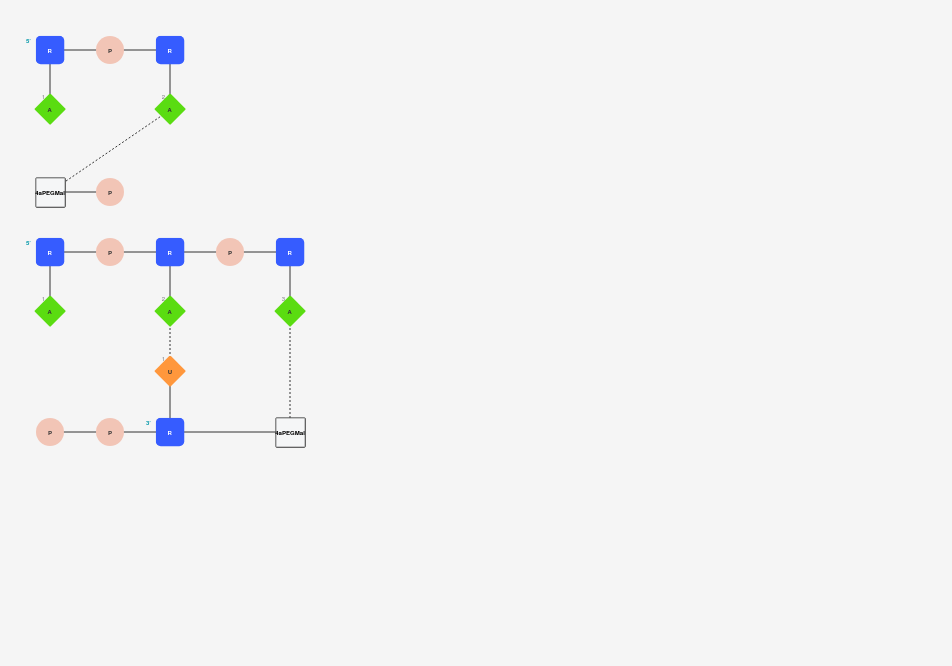 5'
R P R
1 2
A A
4aPEGMal P
5'
R P R P R
1 2 3
A A A
1
U
3'
P P R 4aPEGMal